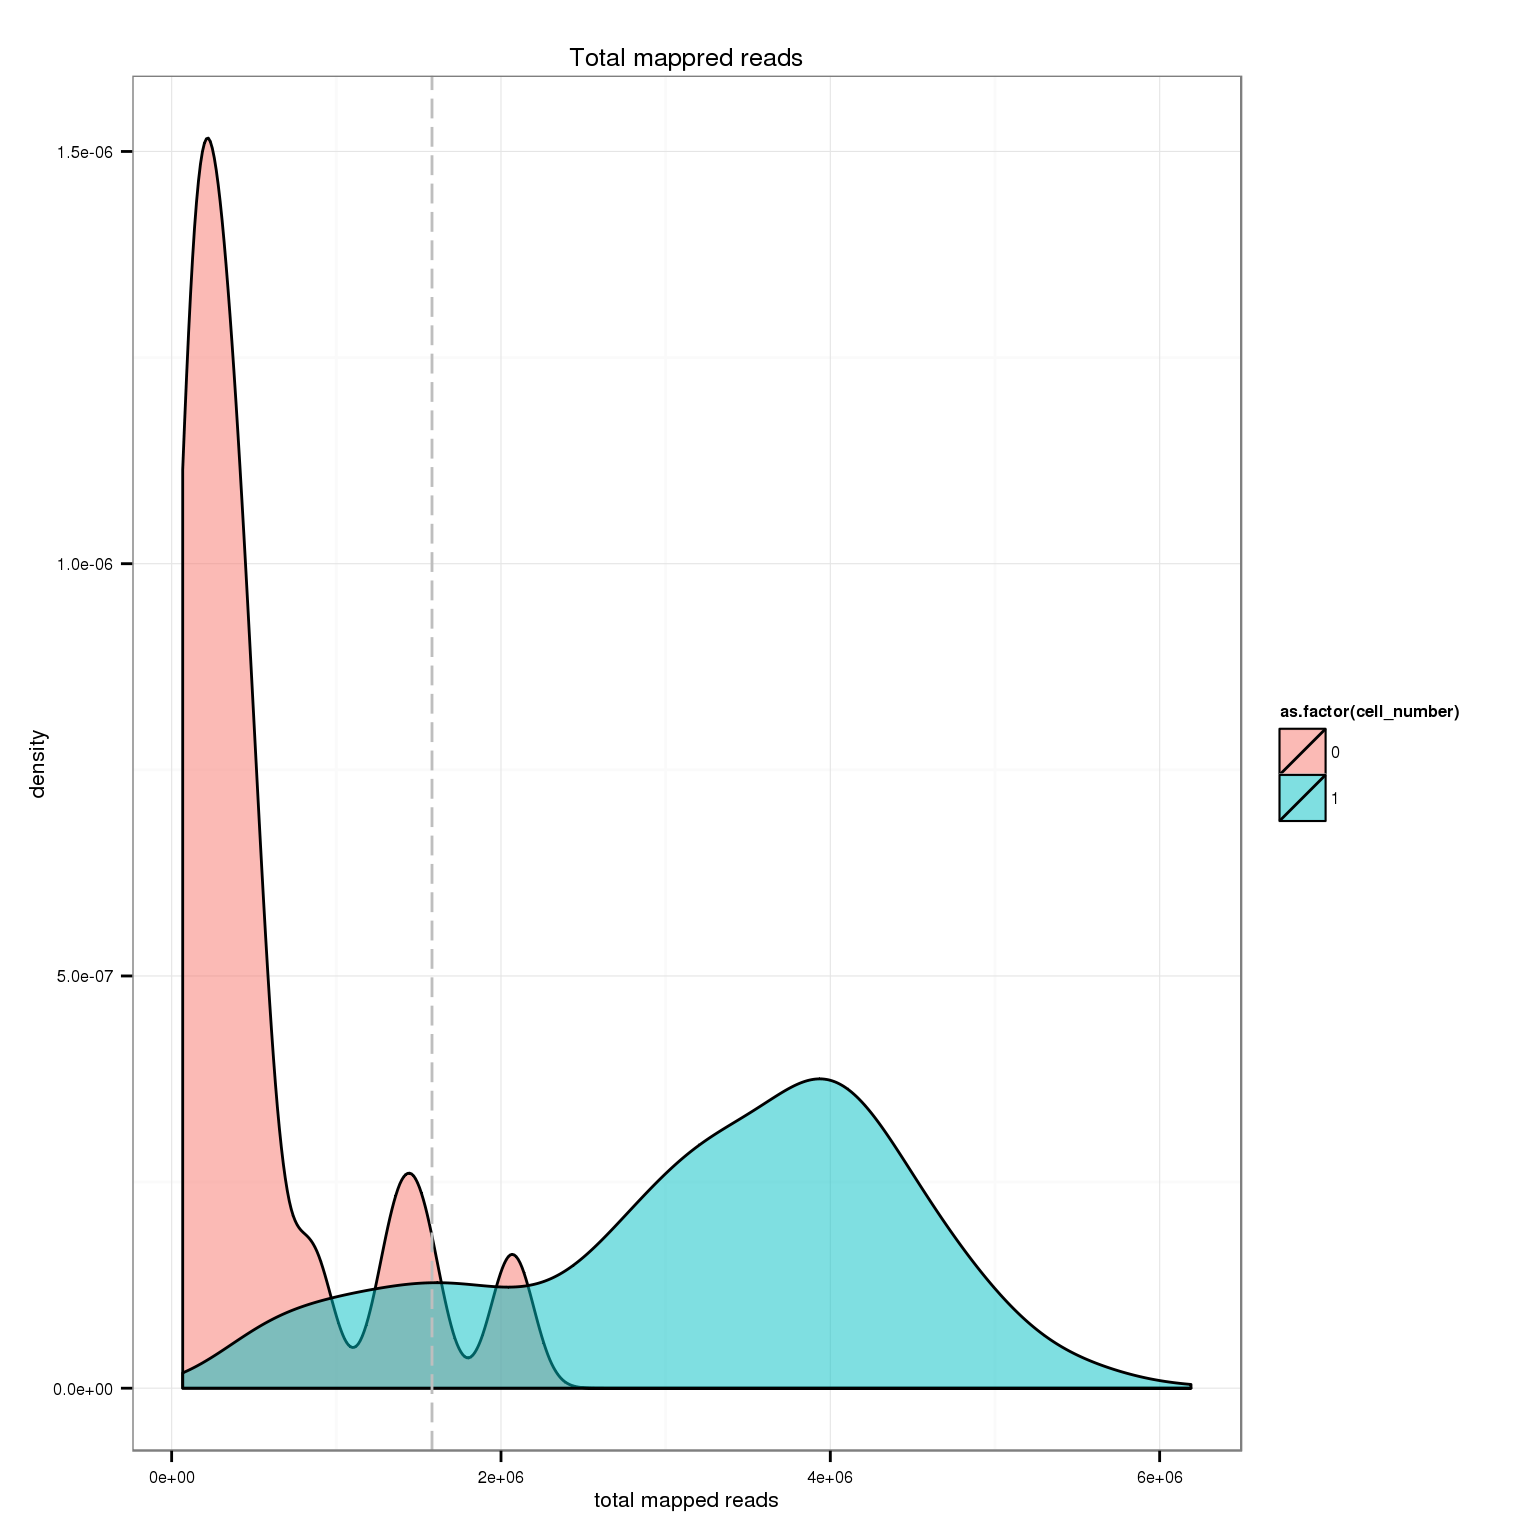 Total mappred reads
1.5e-06
1.0e-06
5.0e-07
0.0e+00
density
0e+00 2e+06 4e+06 6e+06
total mapped reads
as.factor(cell_number)
0
1